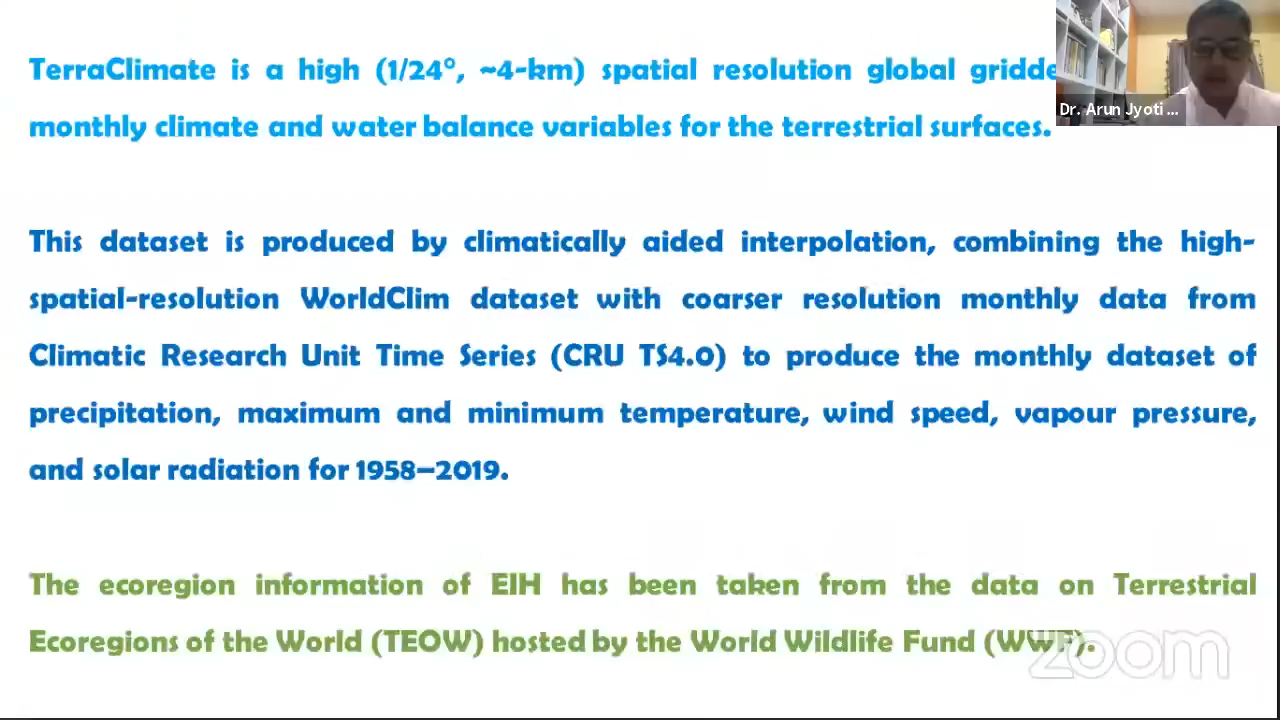 TerraClimate is a high (1/24°, ~4-km) spatial resolution global gridde
monthly climate and water balance variables for the terrestrial surfaces.
Dr. Arun Jyoti ...
This dataset is produced by climatically aided interpolation, combining the high-
spatial-resolution WorldClim dataset with coarser resolution monthly data from
Climatic Research Unit Time Series (CRU TS4.0) to produce the monthly dataset of
precipitation, maximum and minimum temperature, wind speed, vapour pressure,
and solar radiation for 1958–2019.
The ecoregion information of EIH has been taken from the data on Terrestrial
Ecoregions of the World (TEOW) hosted by the World Wildlife Fund (WWF).
zoom